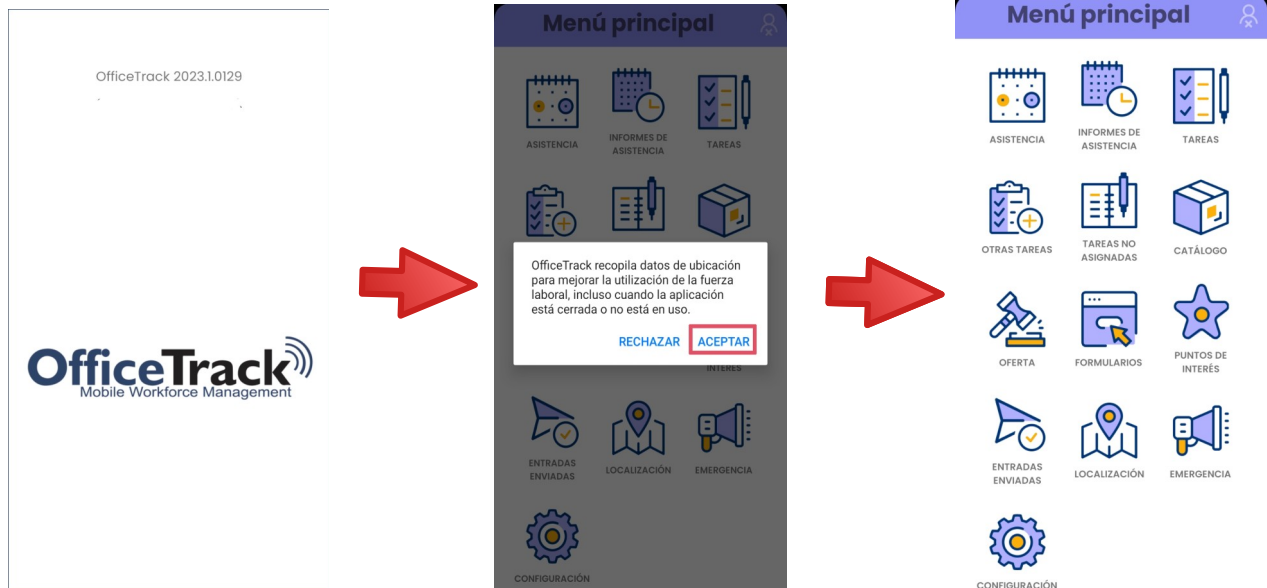 OfficeTrack 2023.1.0129
OfficeTrack
Mobile Workforce Management
Menú principal
ASISTENCIA
INFORMES DE
ASISTENCIA
TAREAS
OfficeTrack recopila datos de ubicación
para mejorar la utilización de la fuerza
laboral, incluso cuando la aplicación
está cerrada o no está en uso.
RECHAZAR ACEPTAR
INTERÉS
ENTRADAS
ENVIADAS
LOCALIZACIÓN
EMERGENCIA
CONFIGURACIÓN
Menú principal
ASISTENCIA
INFORMES DE
ASISTENCIA
TAREAS
OTRAS TAREAS
TAREAS NO
ASIGNADAS
CATÁLOGO
OFERTA
FORMULARIOS
PUNTOS DE
INTERÉS
ENTRADAS
ENVIADAS
LOCALIZACIÓN
EMERGENCIA
CONFIGURACIÓN